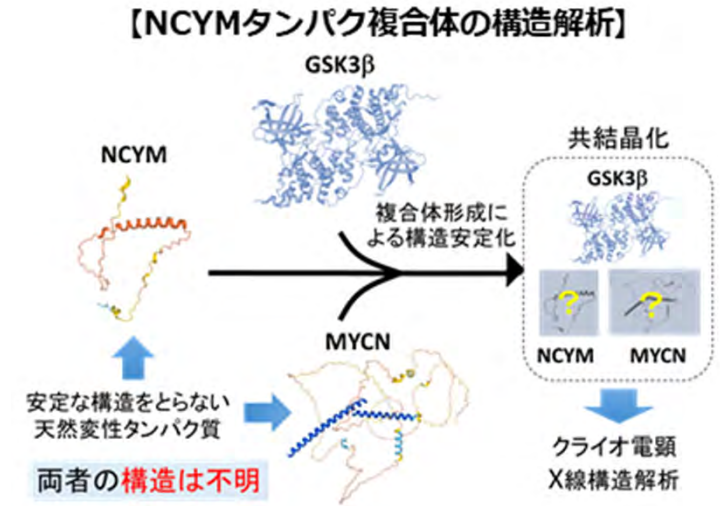 【NCYMタンパク複合体の構造解析】
GSK3β
NCYM
複合体形成に
よる構造安定化
共結晶化
GSK3β
?
?
NCYM
MYCN
MYCN
安定な構造をとらない
天然変性タンパク質
両者の構造は不明
クライオ電顕
X線構造解析